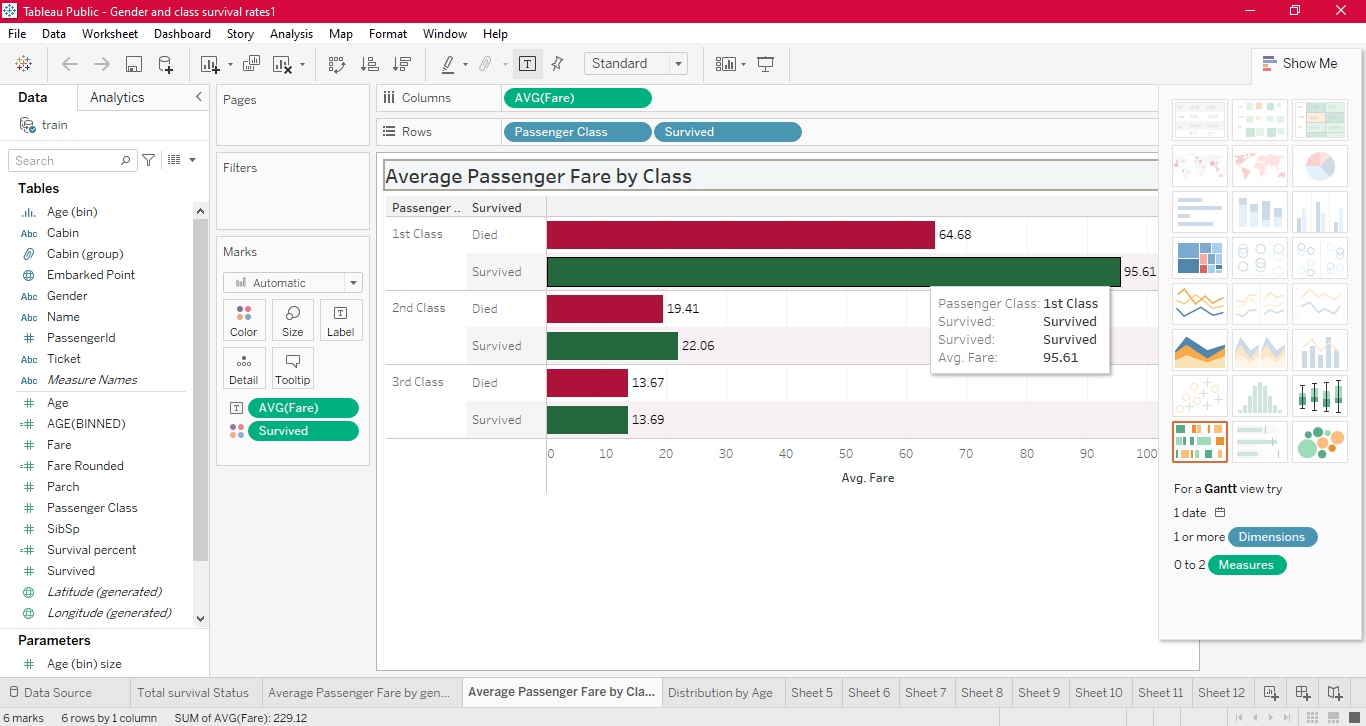 Tableau Public - Gender and class survival rates1
File Data Worksheet Dashboard Story Analysis Map Format Window Help
Standard
Show Me
Data Analytics
train
Search
Tables
Age (bin)
Abc Cabin
Cabin (group)
Embarked Point
Abc Gender
Abc Name
PassengerId
Abc Ticket
Abc Measure Names
Age
AGE(BINNED)
Fare
Fare Rounded
Parch
Passenger Class
SibSp
Survival percent
Survived
Latitude (generated)
Longitude (generated)
Parameters
Age (bin) size
Pages
Filters
Marks
Automatic
Color Size Label
Detail Tooltip
AVG(Fare)
Survived
Columns AVG(Fare)
Rows Passenger Class Survived
Average Passenger Fare by Class
Passenger .. Survived
1st Class Died 64.68
Survived 95.61
2nd Class Died 19.41
Survived 22.06
3rd Class Died 13.67
Survived 13.69
0 10 20 30 40 50 60 70 80 90 100
Avg. Fare
Passenger Class: 1st Class
Survived: Survived
Survived: Survived
Avg. Fare: 95.61
For a Gantt view try
1 date
1 or more Dimensions
0 to 2 Measures
Data Source Total survival Status Average Passenger Fare by gen... Average Passenger Fare by Cla... Distribution by Age Sheet 5 Sheet 6 Sheet 7 Sheet 8 Sheet 9 Sheet 10 Sheet 11 Sheet 12
6 marks 6 rows by 1 column SUM of AVG(Fare): 229.12